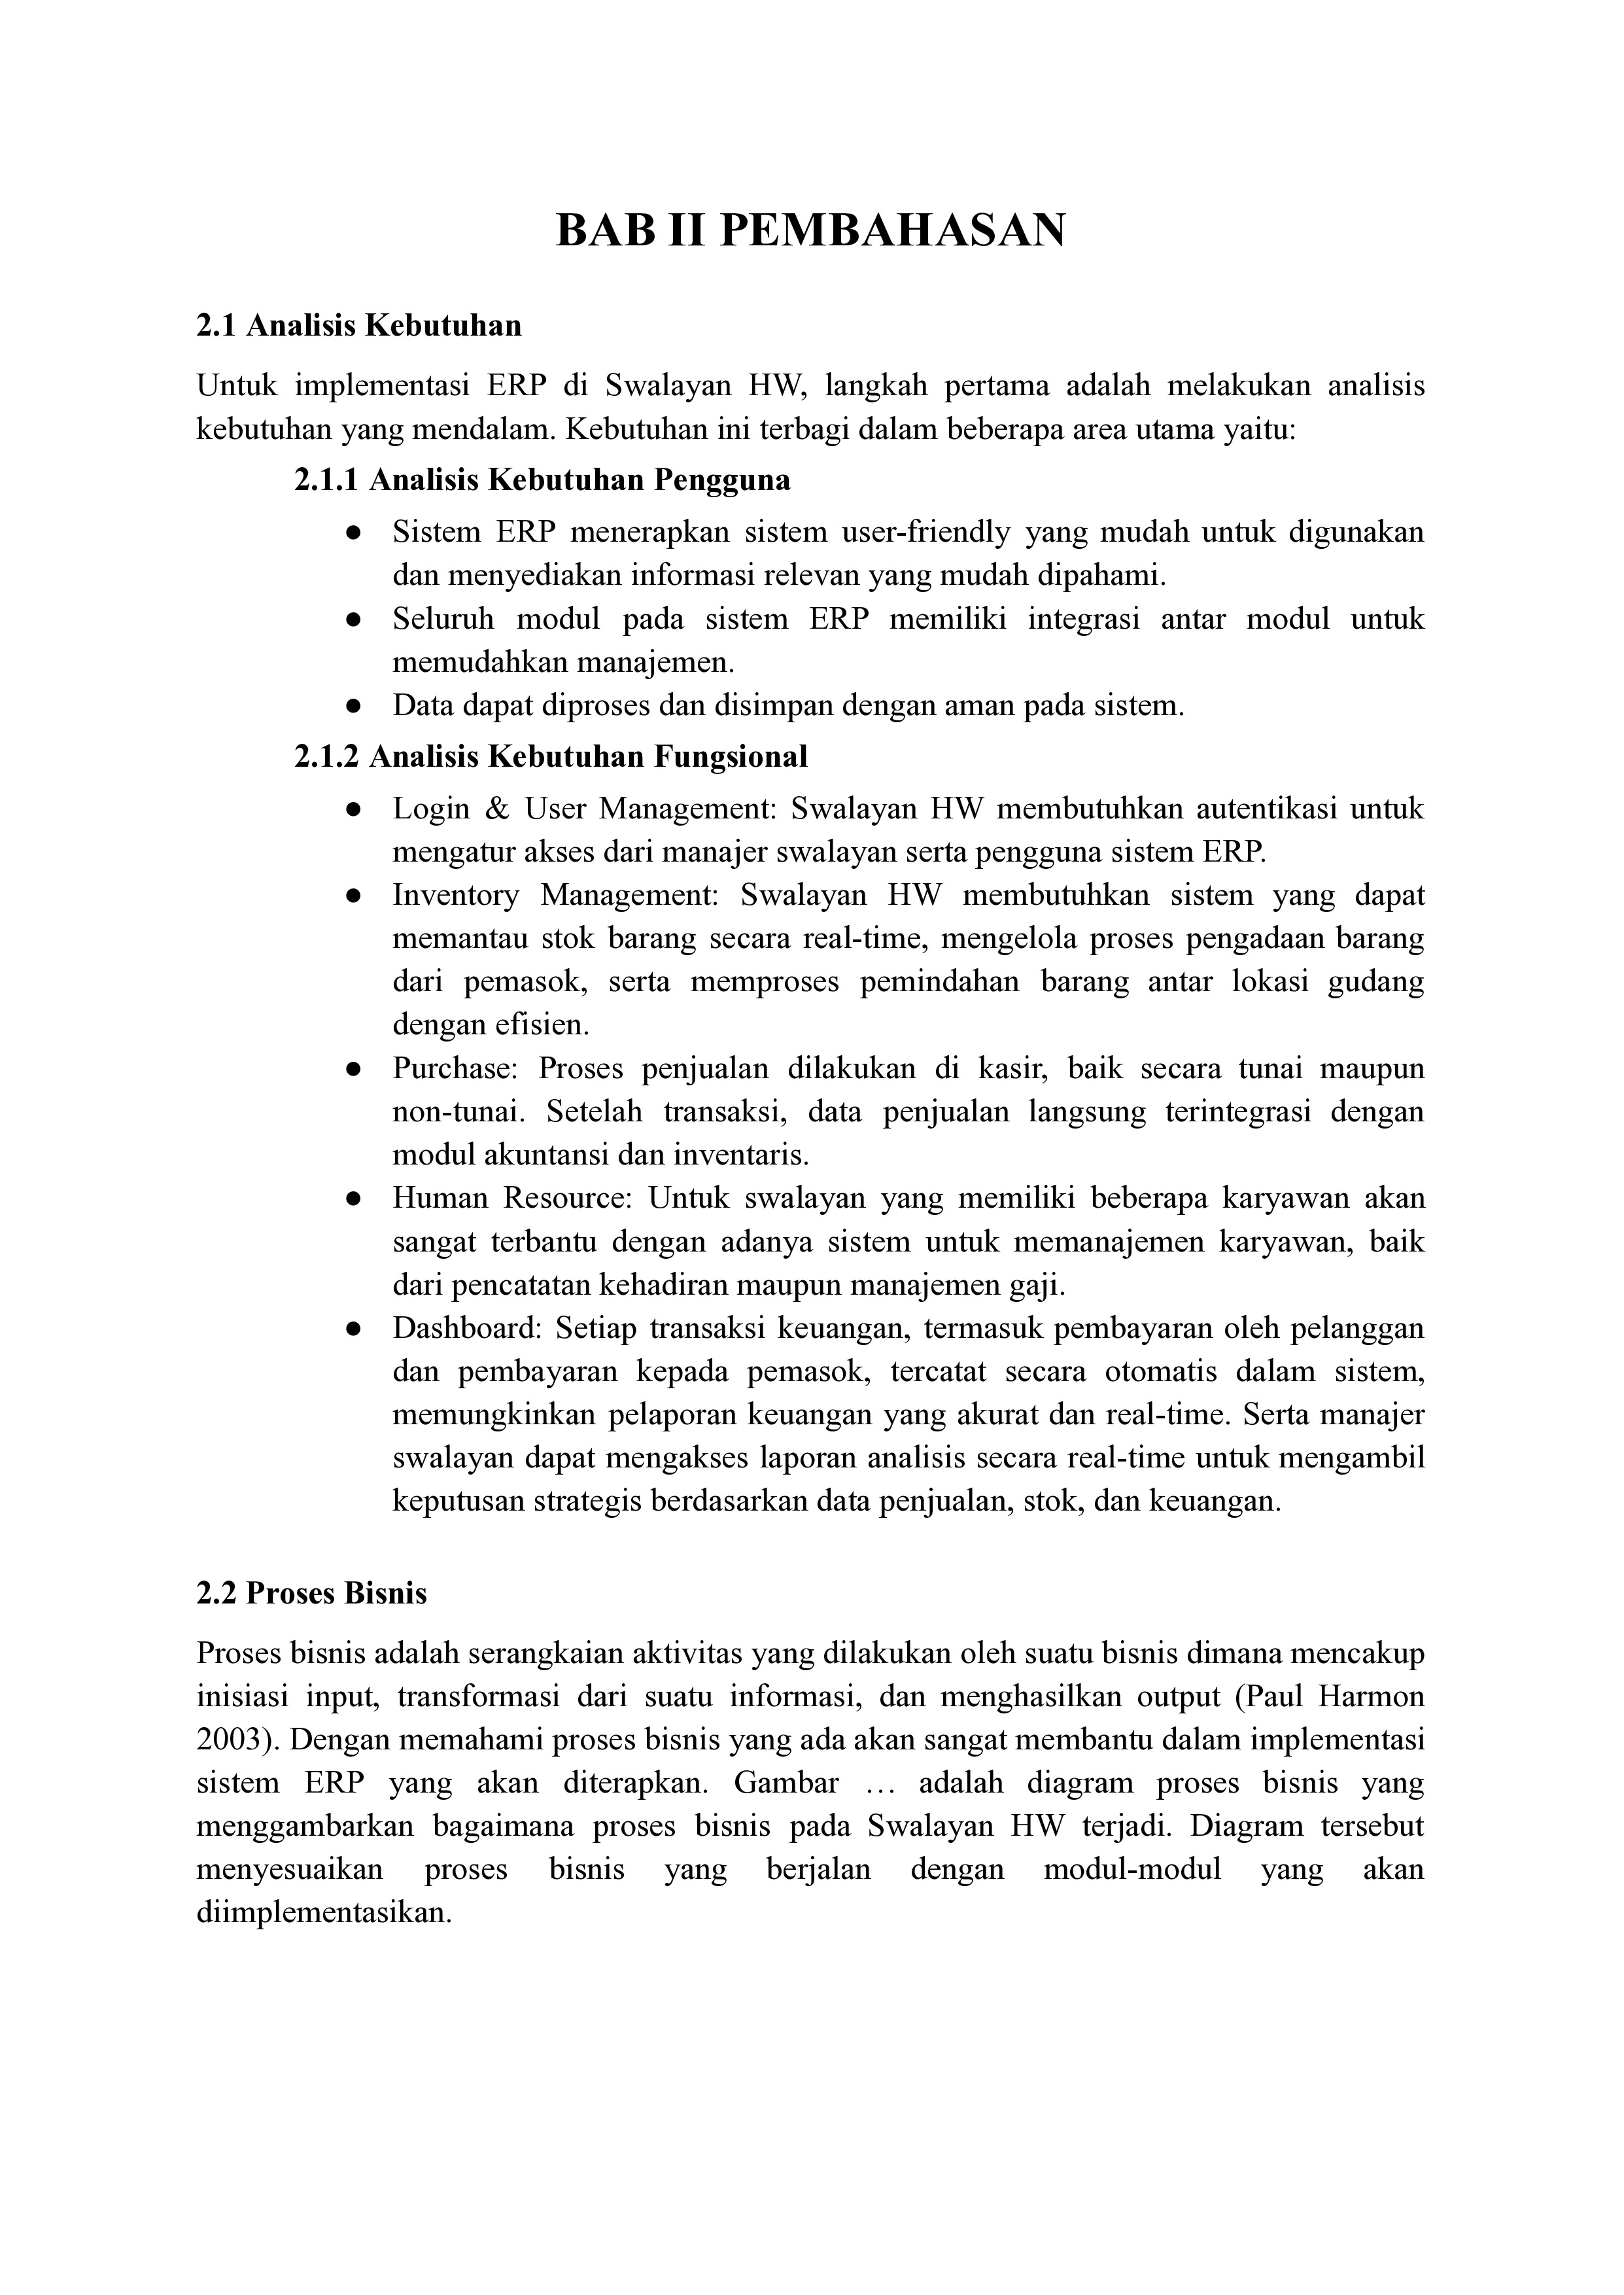 BAB II PEMBAHASAN
2.1 Analisis Kebutuhan
Untuk implementasi ERP di Swalayan HW, langkah pertama adalah melakukan analisis
kebutuhan yang mendalam. Kebutuhan ini terbagi dalam beberapa area utama yaitu:
2.1.1 Analisis Kebutuhan Pengguna
● Sistem ERP menerapkan sistem user-friendly yang mudah untuk digunakan
dan menyediakan informasi relevan yang mudah dipahami.
● Seluruh modul pada sistem ERP memiliki integrasi antar modul untuk
memudahkan manajemen.
● Data dapat diproses dan disimpan dengan aman pada sistem.
2.1.2 Analisis Kebutuhan Fungsional
● Login & User Management: Swalayan HW membutuhkan autentikasi untuk
mengatur akses dari manajer swalayan serta pengguna sistem ERP.
● Inventory Management: Swalayan HW membutuhkan sistem yang dapat
memantau stok barang secara real-time, mengelola proses pengadaan barang
dari pemasok, serta memproses pemindahan barang antar lokasi gudang
dengan efisien.
● Purchase: Proses penjualan dilakukan di kasir, baik secara tunai maupun
non-tunai. Setelah transaksi, data penjualan langsung terintegrasi dengan
modul akuntansi dan inventaris.
● Human Resource: Untuk swalayan yang memiliki beberapa karyawan akan
sangat terbantu dengan adanya sistem untuk memanajemen karyawan, baik
dari pencatatan kehadiran maupun manajemen gaji.
● Dashboard: Setiap transaksi keuangan, termasuk pembayaran oleh pelanggan
dan pembayaran kepada pemasok, tercatat secara otomatis dalam sistem,
memungkinkan pelaporan keuangan yang akurat dan real-time. Serta manajer
swalayan dapat mengakses laporan analisis secara real-time untuk mengambil
keputusan strategis berdasarkan data penjualan, stok, dan keuangan.
2.2 Proses Bisnis
Proses bisnis adalah serangkaian aktivitas yang dilakukan oleh suatu bisnis dimana mencakup
inisiasi input, transformasi dari suatu informasi, dan menghasilkan output (Paul Harmon
2003). Dengan memahami proses bisnis yang ada akan sangat membantu dalam implementasi
sistem ERP yang akan diterapkan. Gambar … adalah diagram proses bisnis yang
menggambarkan bagaimana proses bisnis pada Swalayan HW terjadi. Diagram tersebut
menyesuaikan proses bisnis yang berjalan dengan modul-modul yang akan
diimplementasikan.